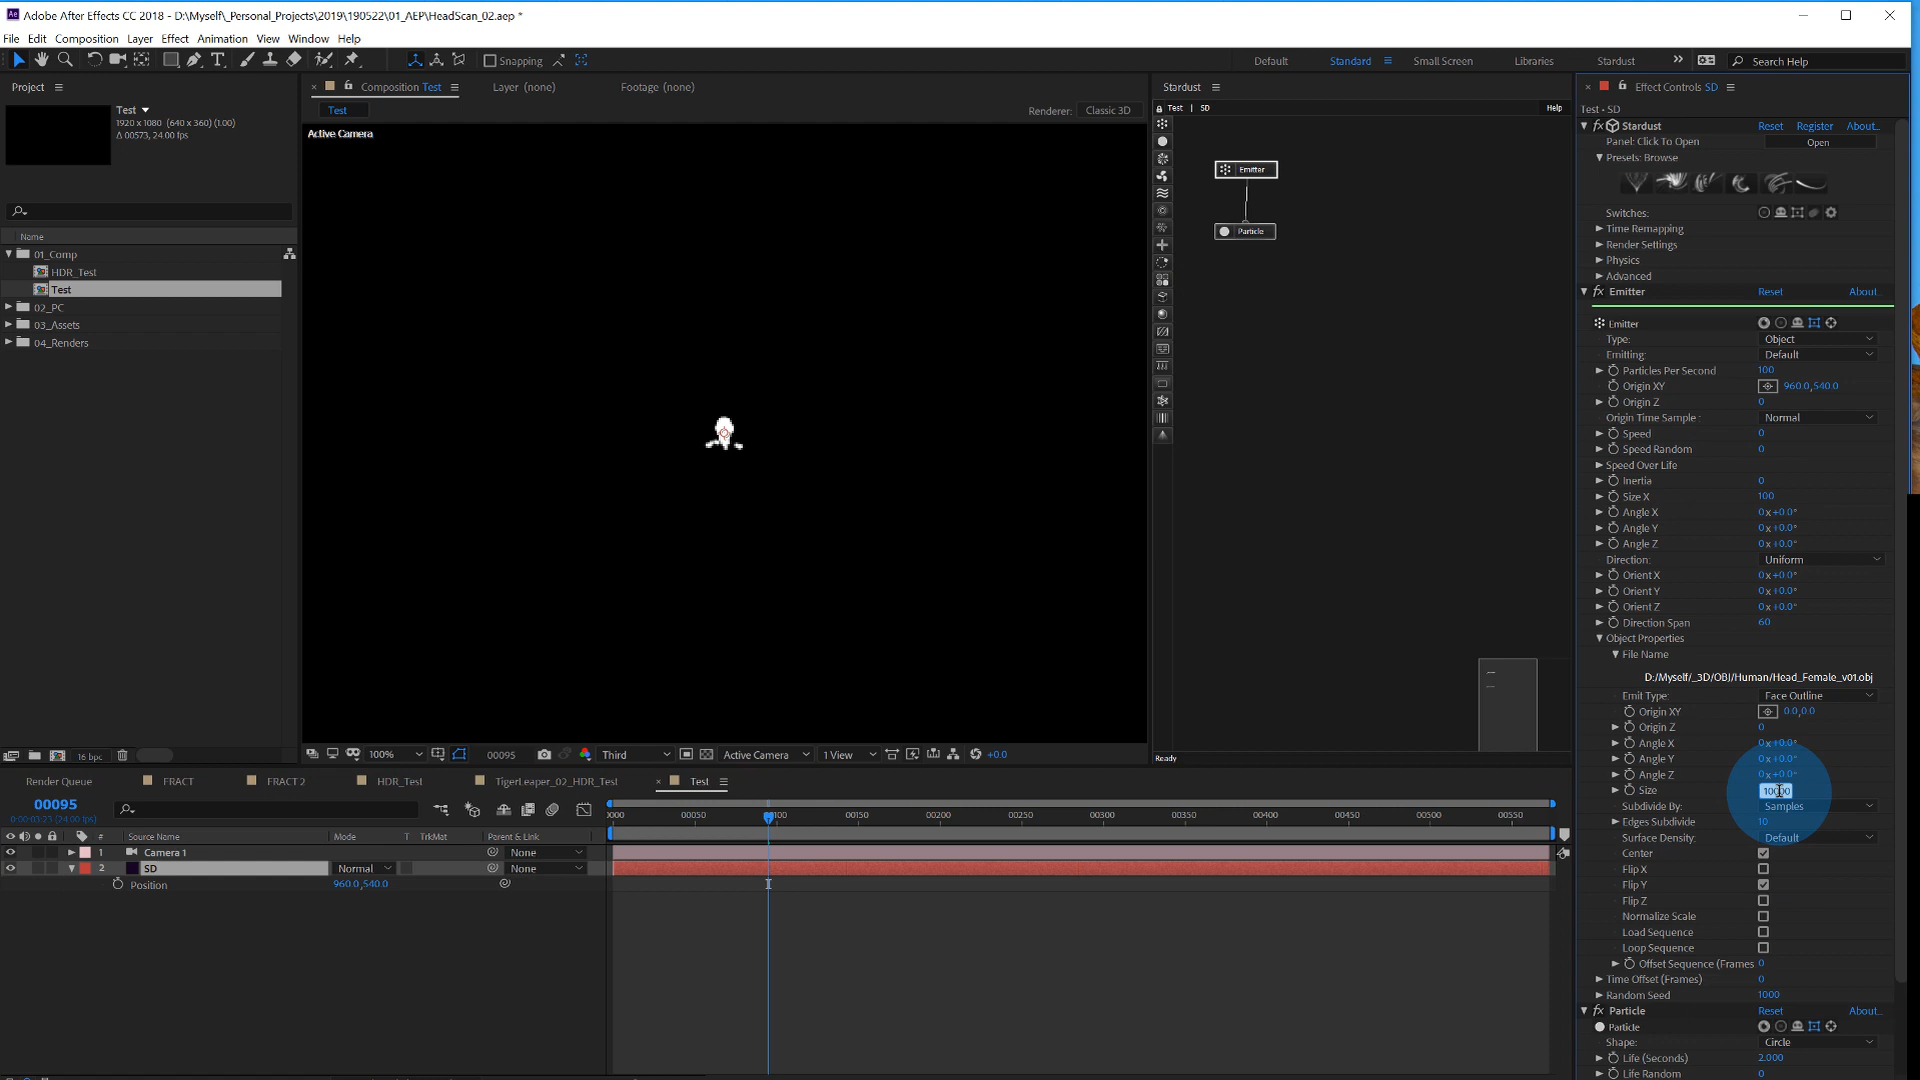 Adobe After Effects CC 2018 - D:\Myself\_Personal_Projects\2019\190522\01_AEP\HeadScan_02.aep *
File Edit Composition Layer Effect Animation View Window Help
Snapping
Default Standard Small Screen Libraries Stardust Search Help
Project
Test
1920 x 1080 (640 x 360) (1.00)
Δ 00573, 24.00 fps
Name
01_Comp
HDR_Test
Test
02_PC
03_Assets
04_Renders
16 bpc
Composition Test
Layer (none)
Footage (none)
Test
Renderer: Classic 3D
Active Camera
100%
00095
Third
Active Camera
1 View
+0.0
Stardust
Test | SD
Help
Emitter
Particle
Ready
Effect Controls SD
Test • SD
Stardust Reset Register About...
Panel: Click To Open Open
Presets: Browse
Switches:
Time Remapping
Render Settings
Physics
Advanced
Emitter Reset About...
Emitter
Type: Object
Emitting: Default
Particles Per Second 100
Origin XY 960.0,540.0
Origin Z 0
Origin Time Sample : Normal
Speed 0
Speed Random 0
Speed Over Life
Inertia 0
Size X 100
Angle X 0x+0.0°
Angle Y 0x+0.0°
Angle Z 0x+0.0°
Direction: Uniform
Orient X 0x+0.0°
Orient Y 0x+0.0°
Orient Z 0x+0.0°
Direction Span 60
Object Properties
File Name
D:/Myself/_3D/OBJ/Human/Head_Female_v01.obj
Emit Type: Face Outline
Origin XY 0.0,0.0
Origin Z 0
Angle X 0x+0.0°
Angle Y 0x+0.0°
Angle Z 0x+0.0°
Size
Subdivide By: Samples
Edges Subdivide 10
Surface Density: Default
Center
Flip X
Flip Y
Flip Z
Normalize Scale
Load Sequence
Loop Sequence
Offset Sequence (Frames 0
Time Offset (Frames) 0
Random Seed 1000
Particle Reset About...
Particle
Shape: Circle
Life (Seconds) 2.000
Life Random 0
Render Queue FRACT FRACT 2 HDR_Test TigerLeaper_02_HDR_Test Test
00095
0:00:03:23 (24.00 fps)
# Source Name Mode T TrkMat Parent & Link
1 Camera 1 None
2 SD Normal None
Position 960.0,540.0
0000 00050 00100 00150 00200 00250 00300 00350 00400 00450 00500 00550